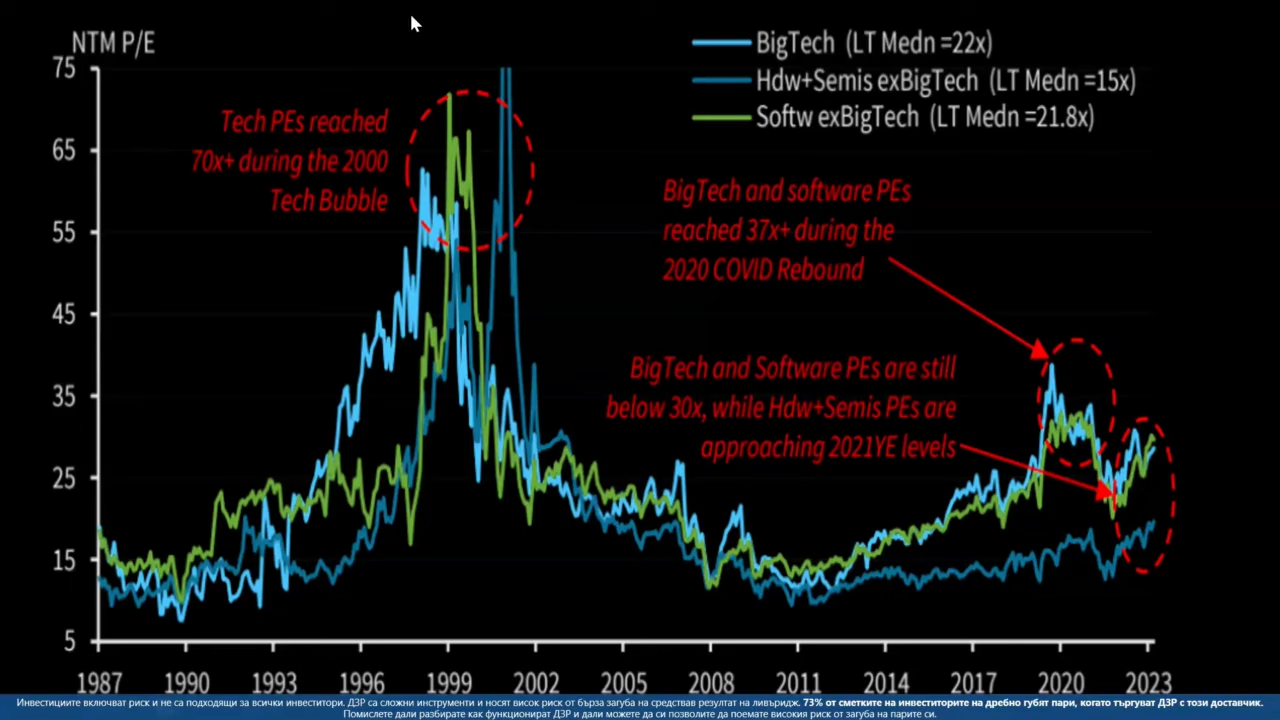 NTM P/E
BigTech (LT Medn =22x)
Hdw+Semis exBigTech (LT Medn =15x)
Softw exBigTech (LT Medn =21.8x)
75
65
55
45
35
25
15
5
Tech PEs reached
70x+ during the 2000
Tech Bubble
BigTech and software PEs
reached 37x+ during the
2020 COVID Rebound
BigTech and Software PEs are still
below 30x, while Hdw+Semis PEs are
approaching 2021YE levels
1987 1990 1993 1996 1999 2002 2005 2008 2011 2014 2017 2020 2023
Инвестициите включват риск и не са подходящи за всички инвеститори. ДЗР са сложни инструменти и носят висок риск от бърза загуба на средствав резултат на ливъридж. 73% от сметките на инвеститорите на дребно губят пари, когато търгуват ДЗР с този доставчик.
Помислете дали разбирате как функционират ДЗР и дали можете да си позволите да поемате високия риск от загуба на парите си.